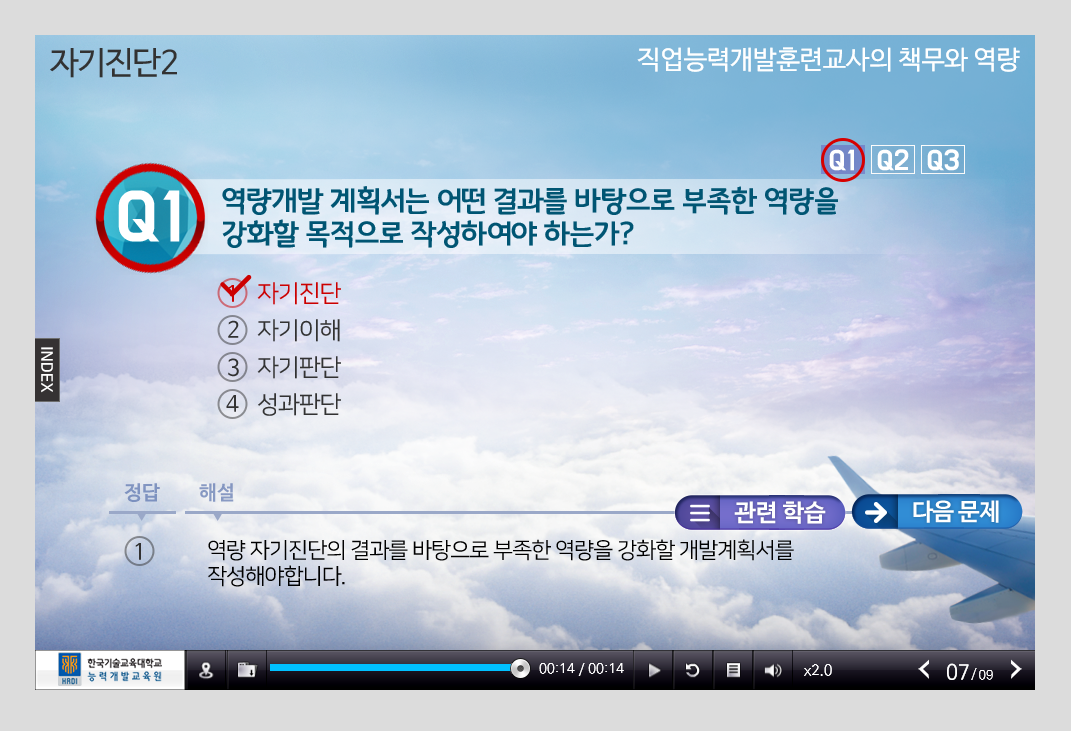 자기진단2
직업능력개발훈련교사의 책무와 역량
Q1 Q2 Q3
Q1
역량개발 계획서는 어떤 결과를 바탕으로 부족한 역량을
강화할 목적으로 작성하여야 하는가?
① 자기진단
② 자기이해
③ 자기판단
④ 성과판단
INDEX
정답 해설
관련 학습 다음 문제
① 역량 자기진단의 결과를 바탕으로 부족한 역량을 강화할 개발계획서를
작성해야합니다.
HRDI
한국기술교육대학교
능력개발교육원
00:14 / 00:14
x2.0
07/09